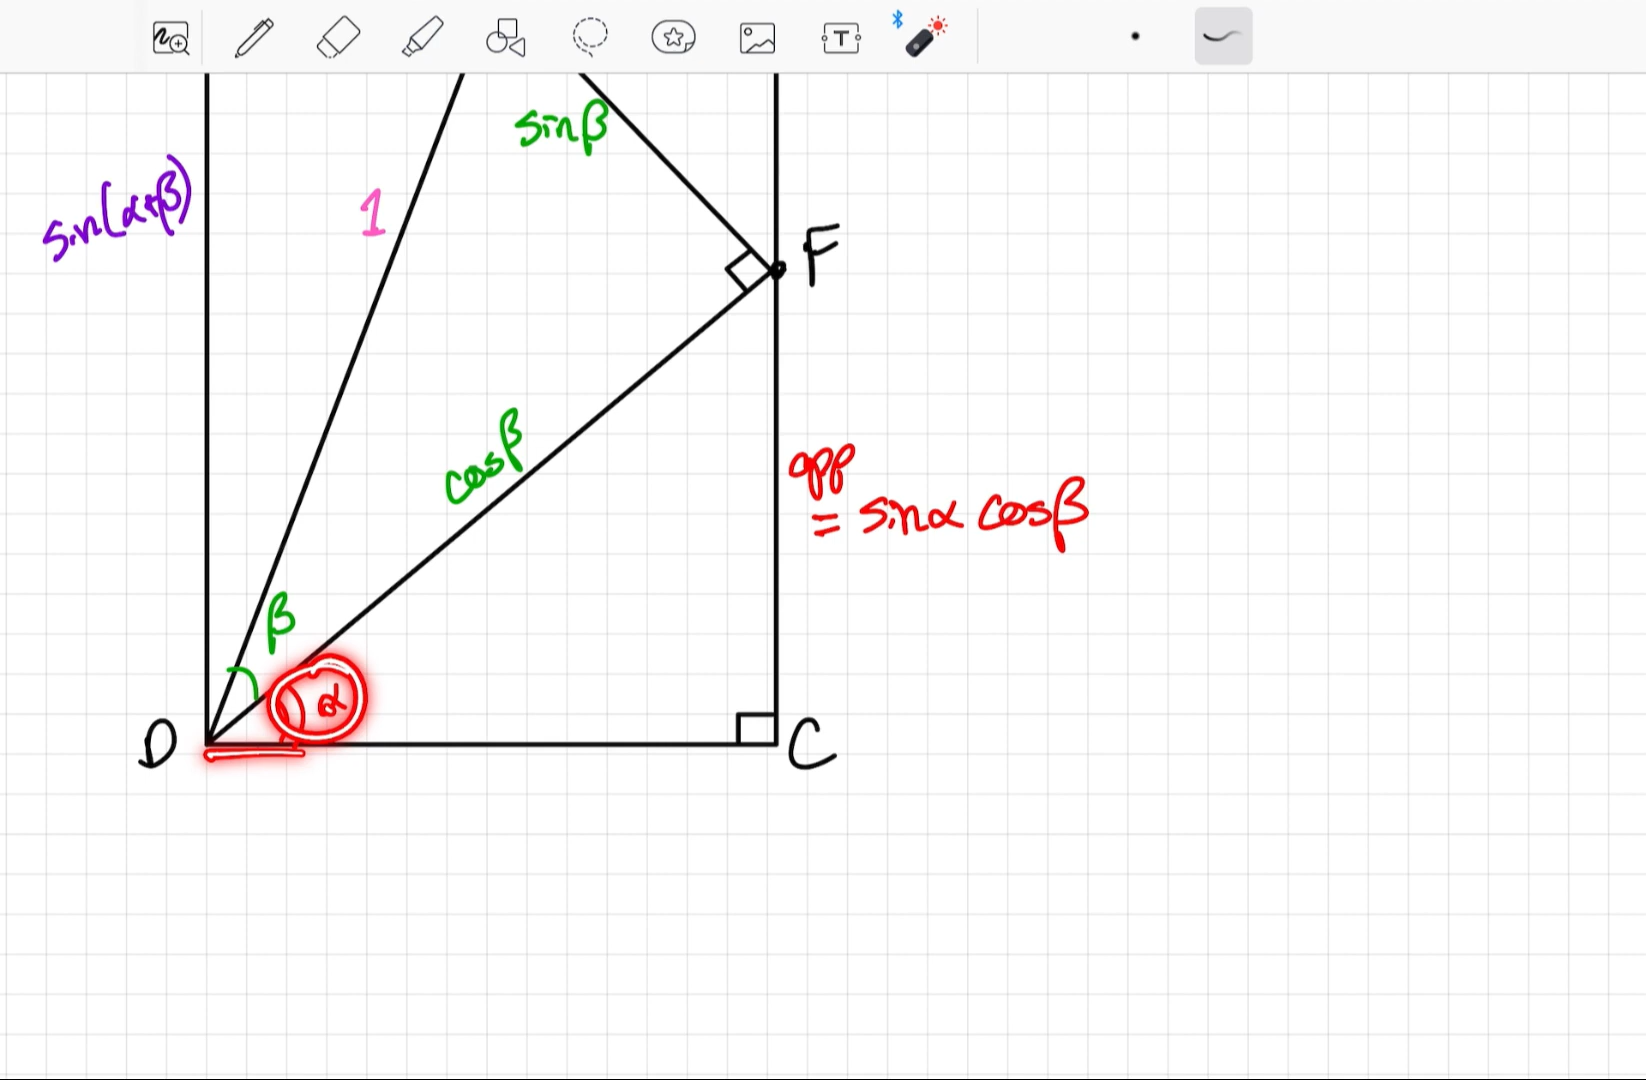 T
sinβ
sin(α+β)
1
F
cosβ
opp
= sinα cosβ
β
α
D
C